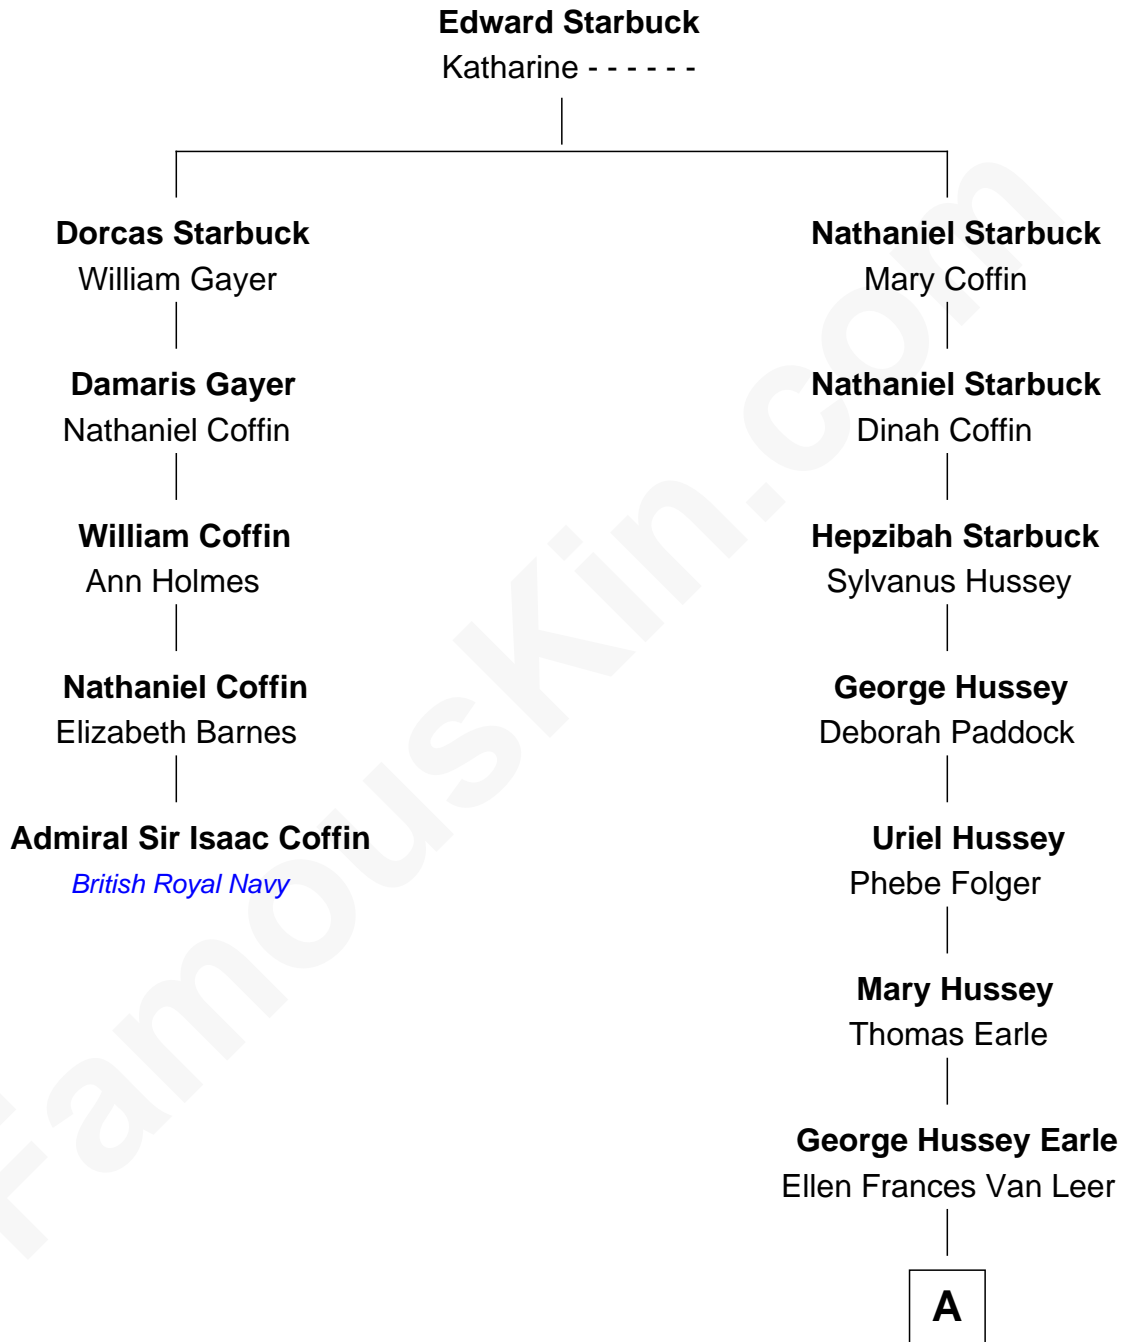 Edward Starbuck
Katharine - - - - - -
Dorcas Starbuck
William Gayer
Nathaniel Starbuck
Mary Coffin
Damaris Gayer
Nathaniel Coffin
Nathaniel Starbuck
Dinah Coffin
William Coffin
Ann Holmes
Hepzibah Starbuck
Sylvanus Hussey
Nathaniel Coffin
Elizabeth Barnes
George Hussey
Deborah Paddock
Admiral Sir Isaac Coffin
British Royal Navy
Uriel Hussey
Phebe Folger
Mary Hussey
Thomas Earle
George Hussey Earle
Ellen Frances Van Leer
A
FamousKin.com